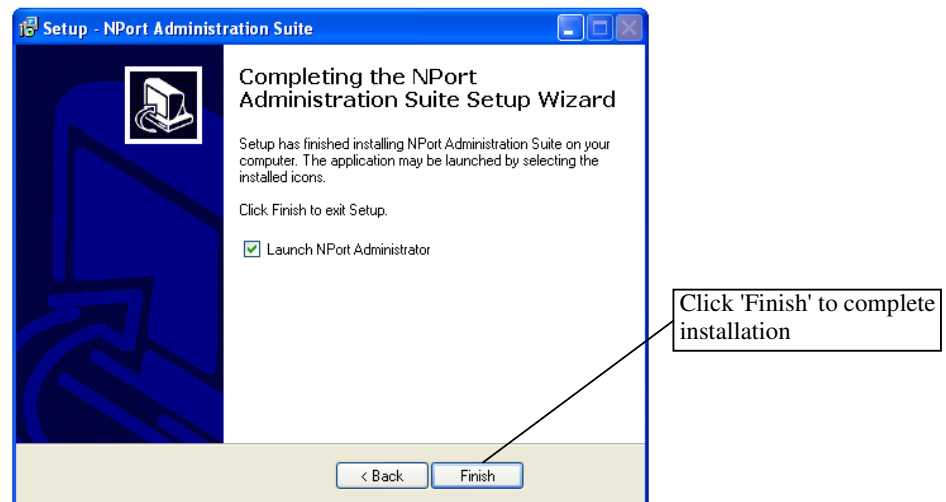 Setup - NPort Administration Suite
Completing the NPort
Administration Suite Setup Wizard
Setup has finished installing NPort Administration Suite on your
computer. The application may be launched by selecting the
installed icons.
Click Finish to exit Setup.
Launch NPort Administrator
Click 'Finish' to complete
installation
< Back
Finish